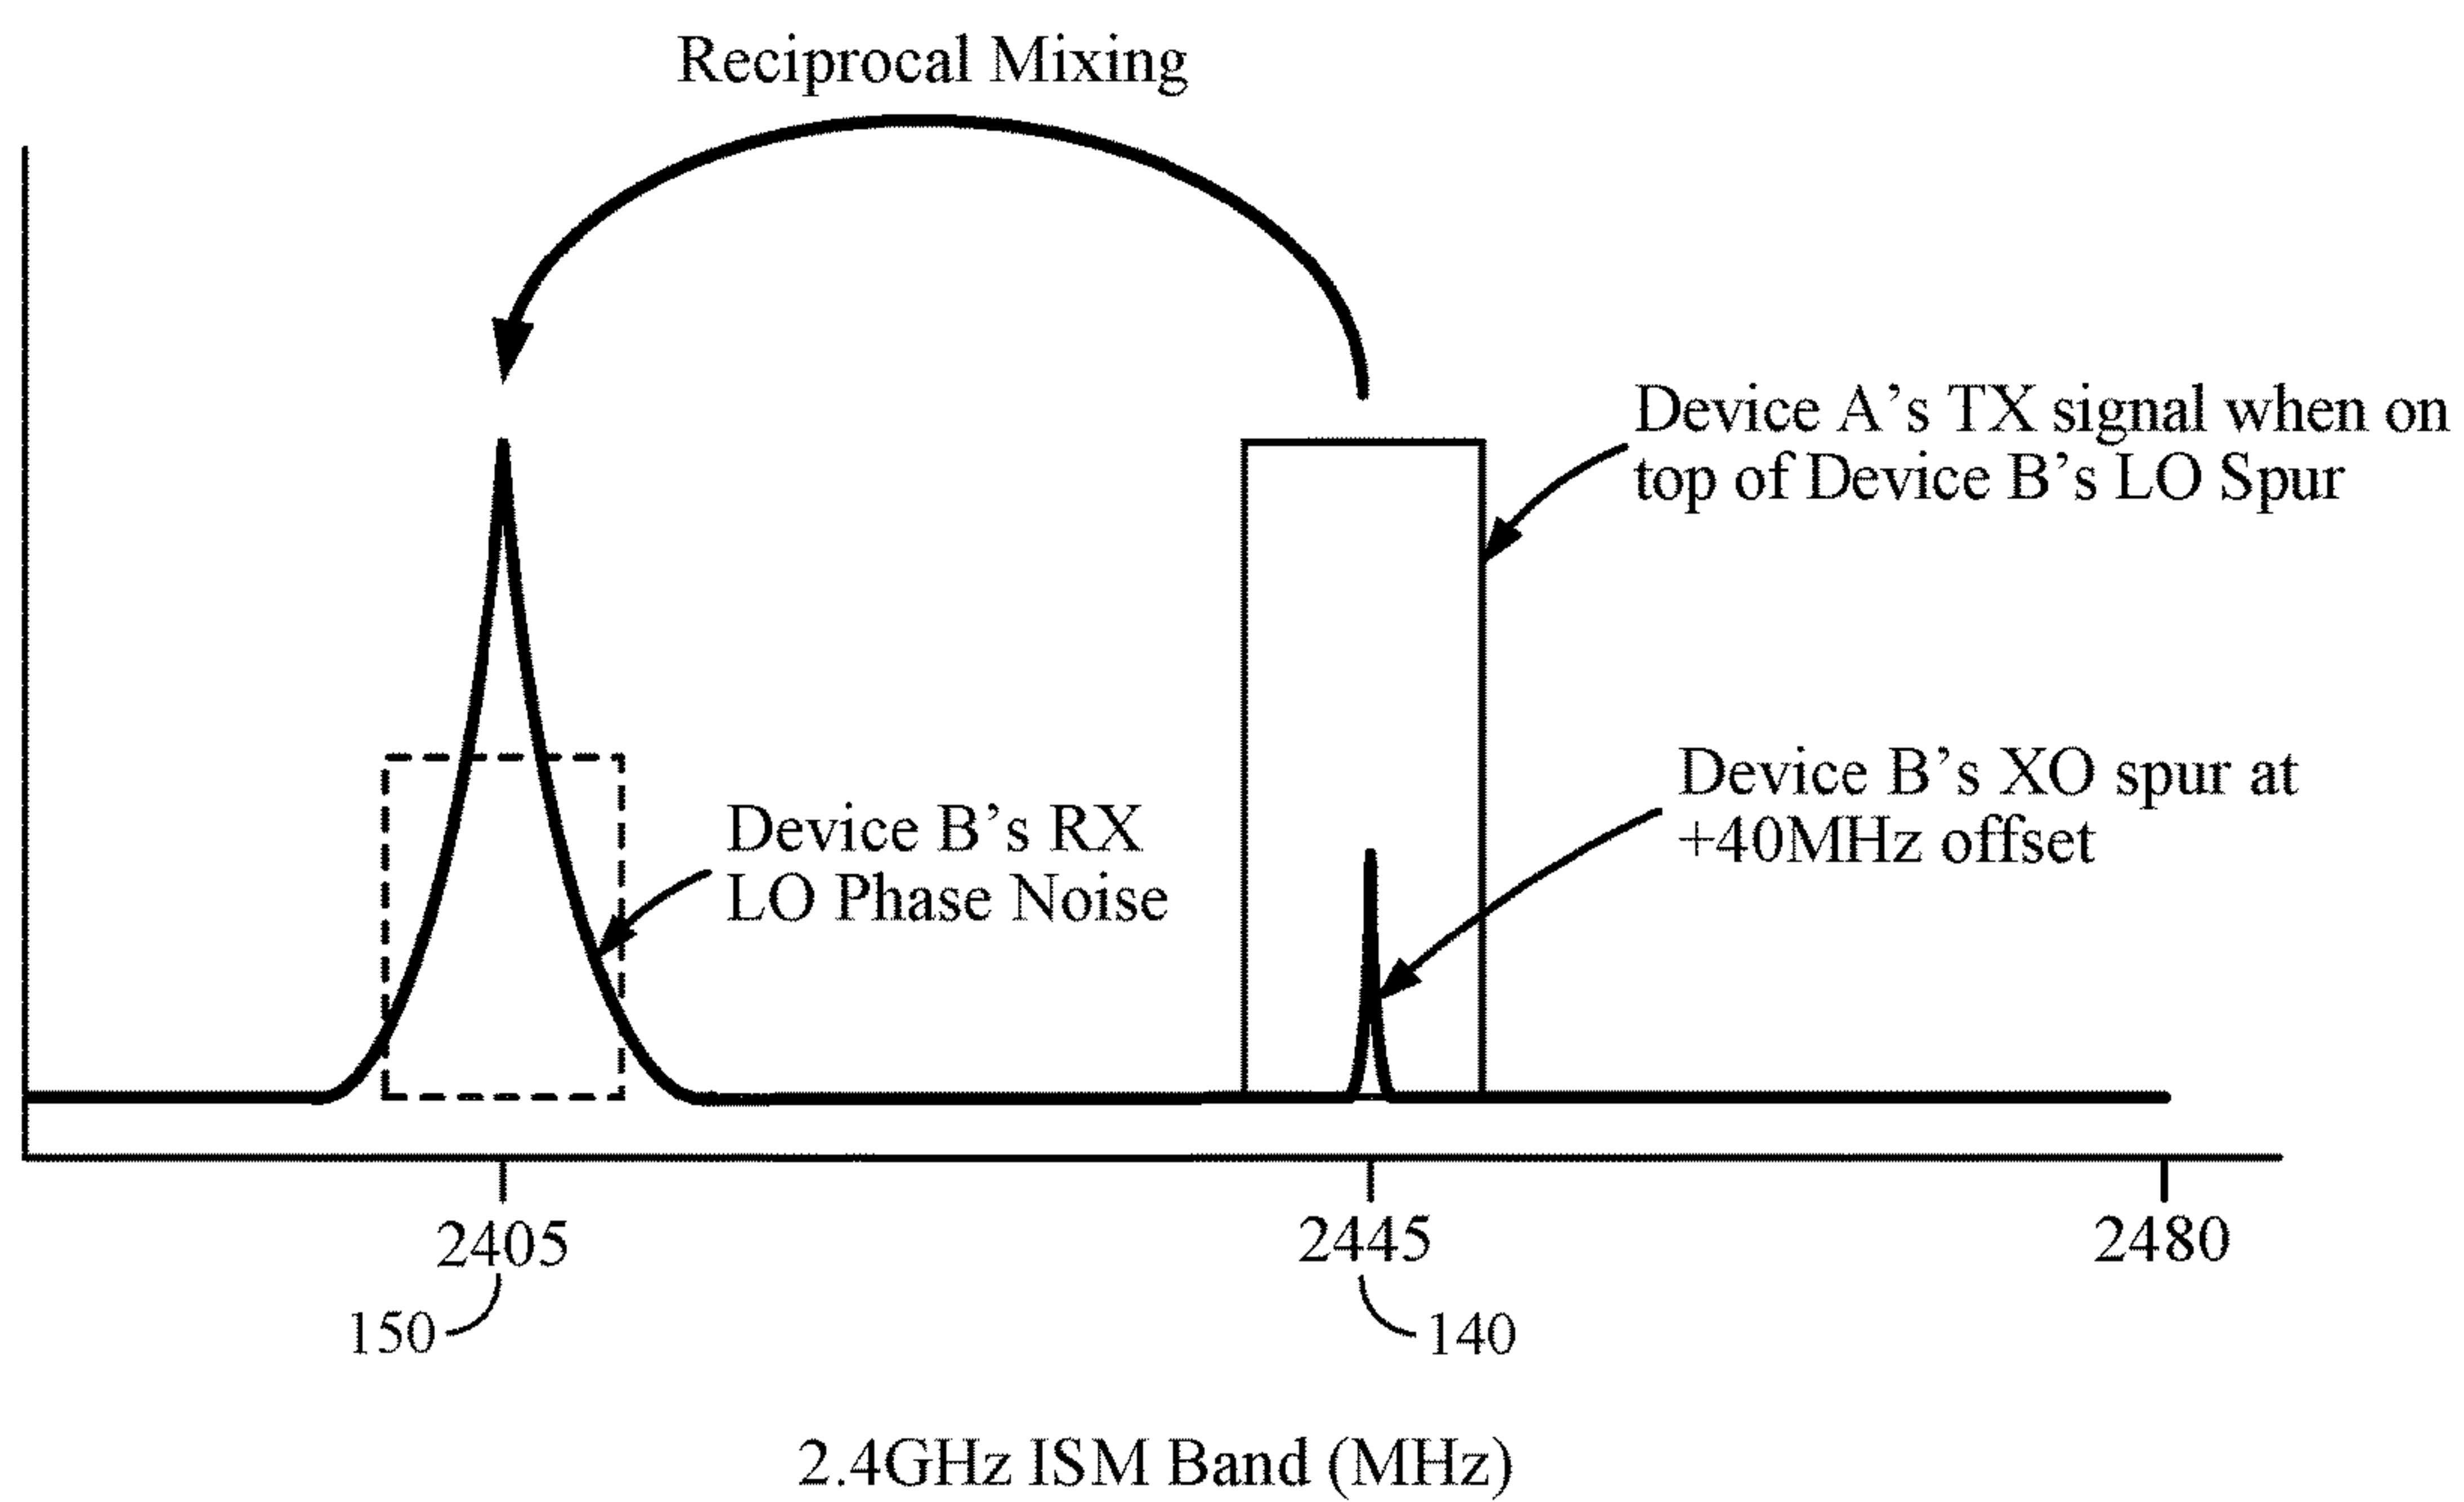 Reciprocal Mixing
Device A’s TX signal when on
top of Device B’s LO Spur
Device B’s XO spur at
+40MHz offset
Device B’s RX
LO Phase Noise
2405
2445
2480
150
140
2.4GHz ISM Band (MHz)